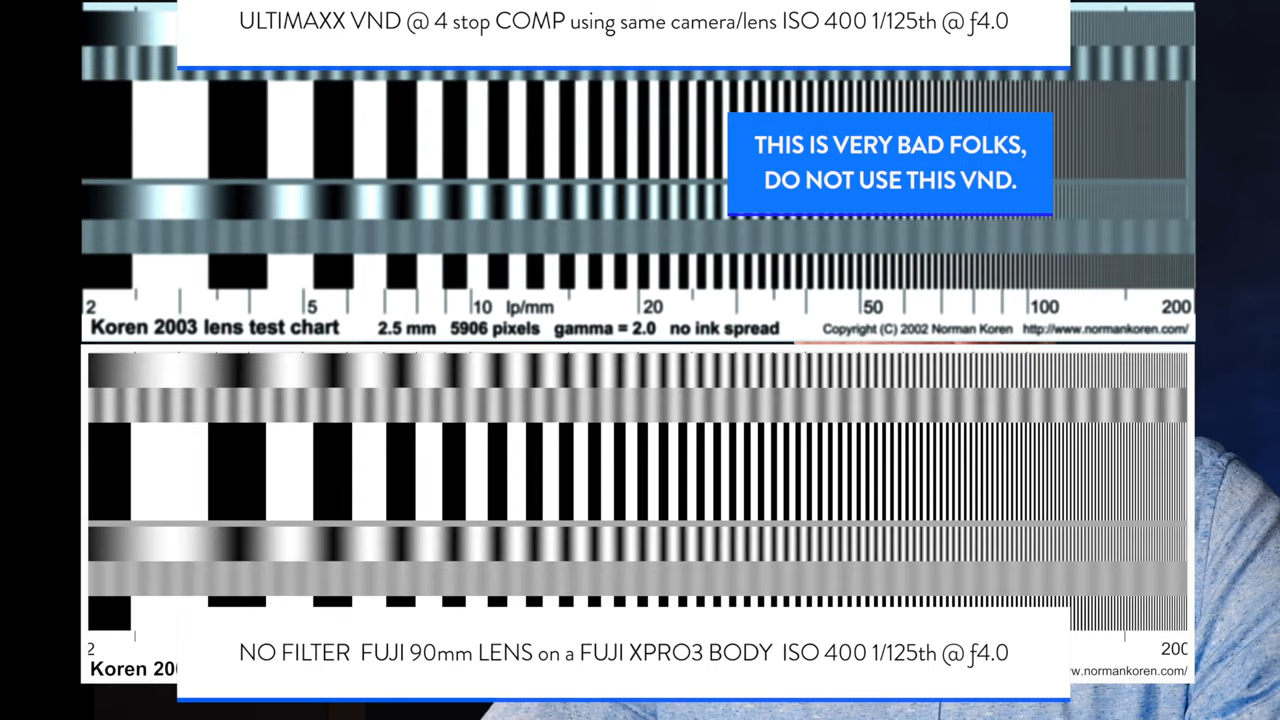 ULTIMAXX VND @ 4 stop COMP using same camera/lens ISO 400 1/125th @ ƒ4.0
THIS IS VERY BAD FOLKS,
DO NOT USE THIS VND.
2 5 10 lp/mm 20 50 100 200
Koren 2003 lens test chart 2.5 mm 5906 pixels gamma = 2.0 no ink spread Copyright (C) 2002 Norman Koren http://www.normankoren.com/
2 200
Koren 200 w.normankoren.com/
NO FILTER FUJI 90mm LENS on a FUJI XPRO3 BODY ISO 400 1/125th @ ƒ4.0